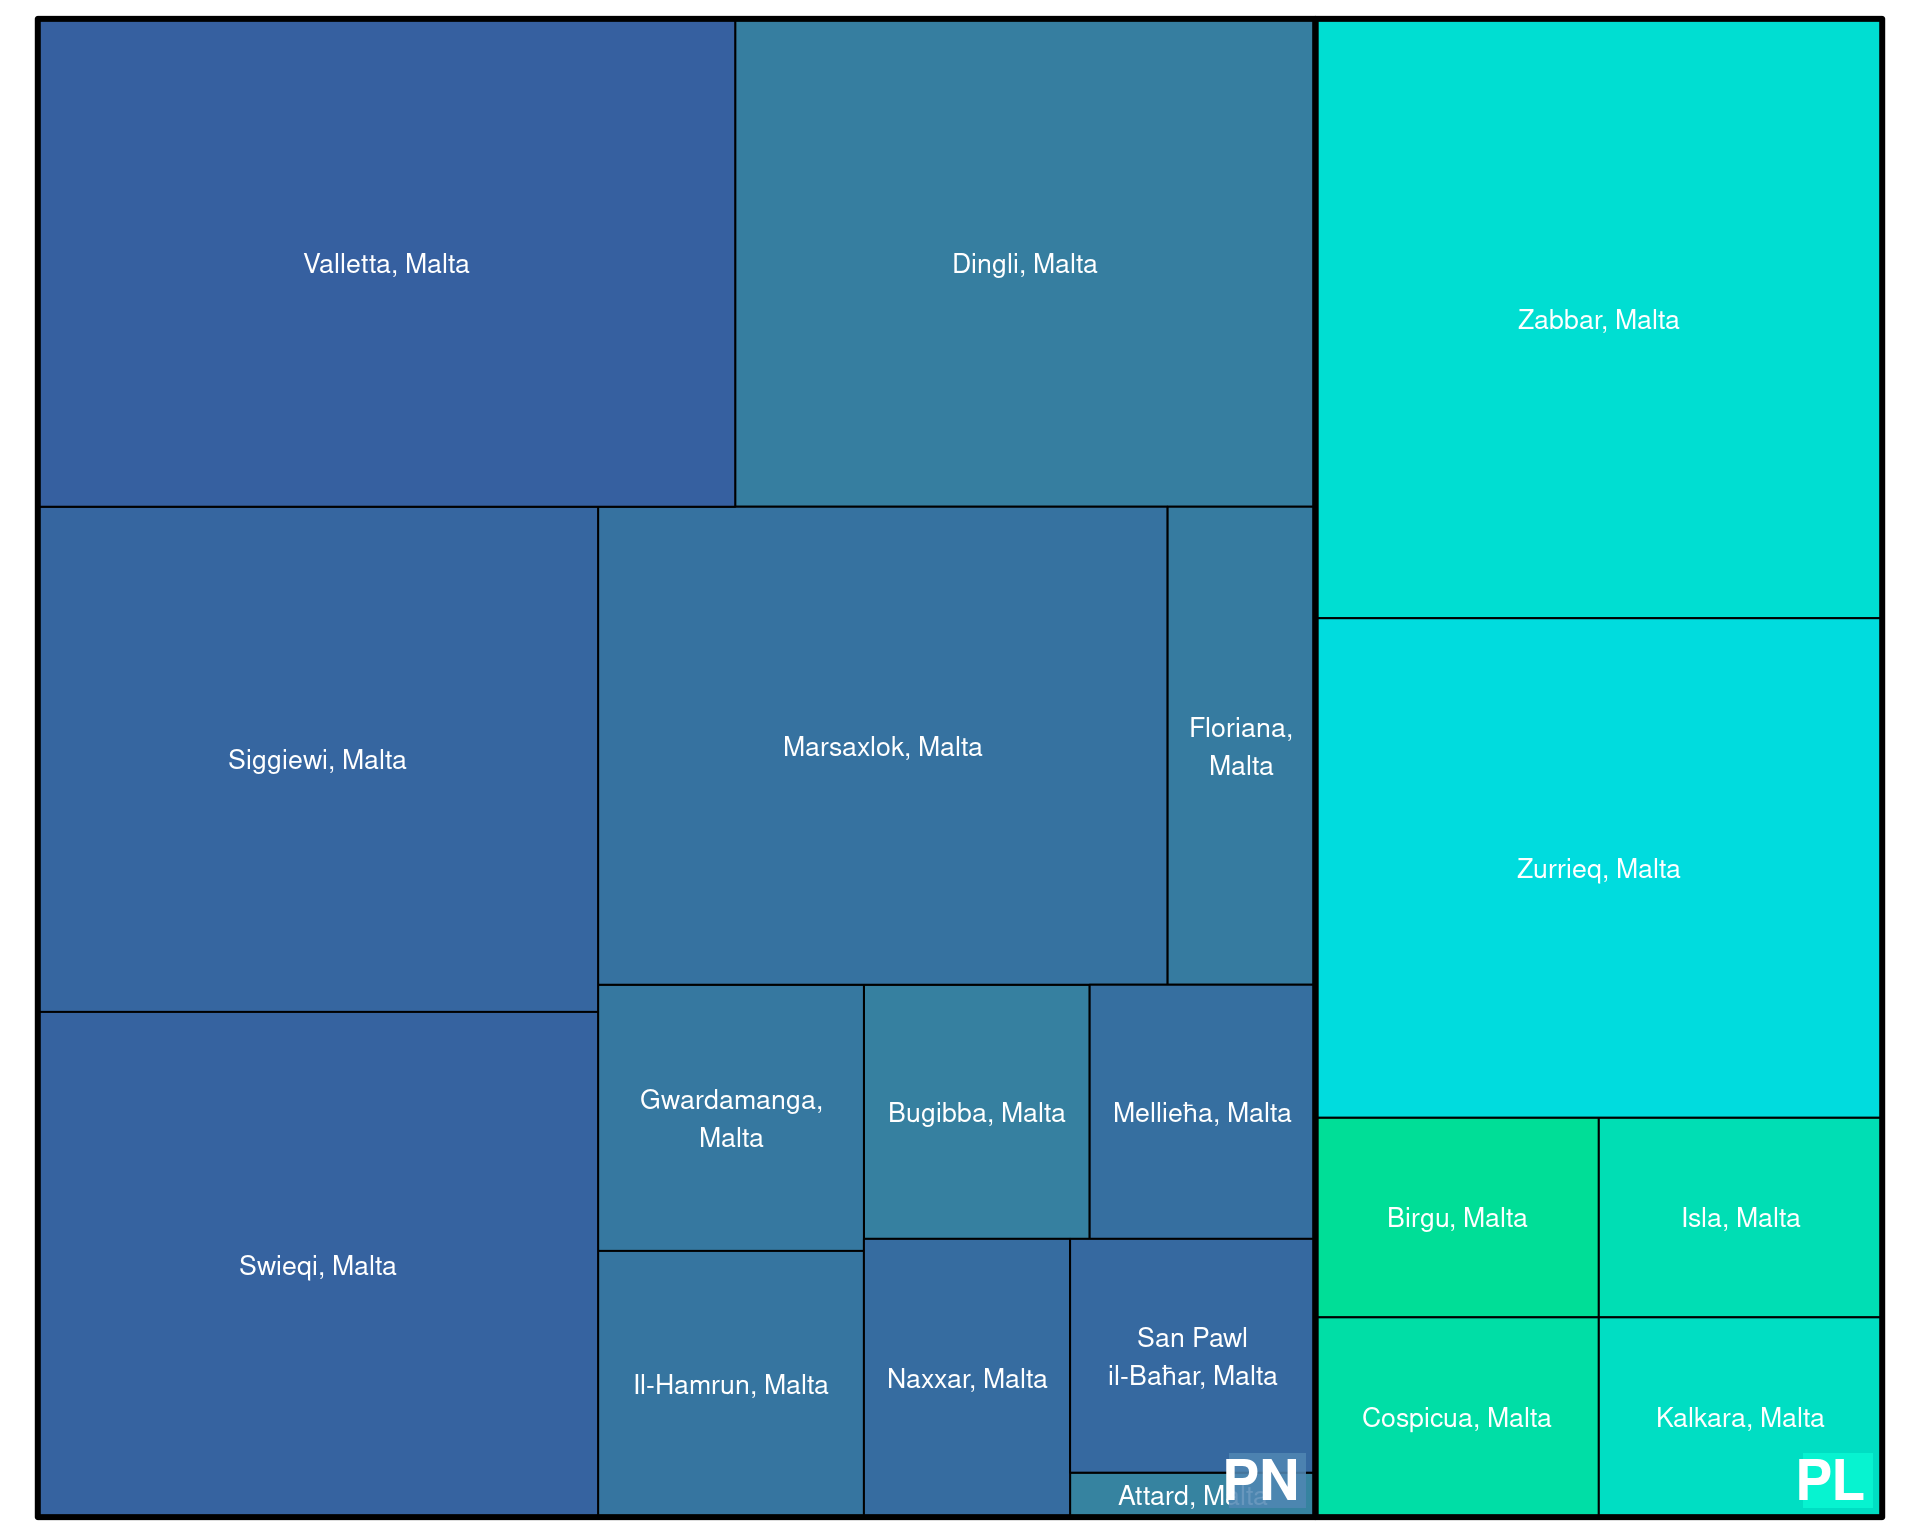 Valletta, Malta
Dingli, Malta
Zabbar, Malta
Siggiewi, Malta
Marsaxlok, Malta
Floriana,
Malta
Zurrieq, Malta
Gwardamanga,
Malta
Bugibba, Malta
Mellieħa, Malta
Swieqi, Malta
Il-Hamrun, Malta
Naxxar, Malta
San Pawl
il-Baħar, Malta
Attard, Malta
PN
Birgu, Malta
Isla, Malta
Cospicua, Malta
Kalkara, Malta
PL